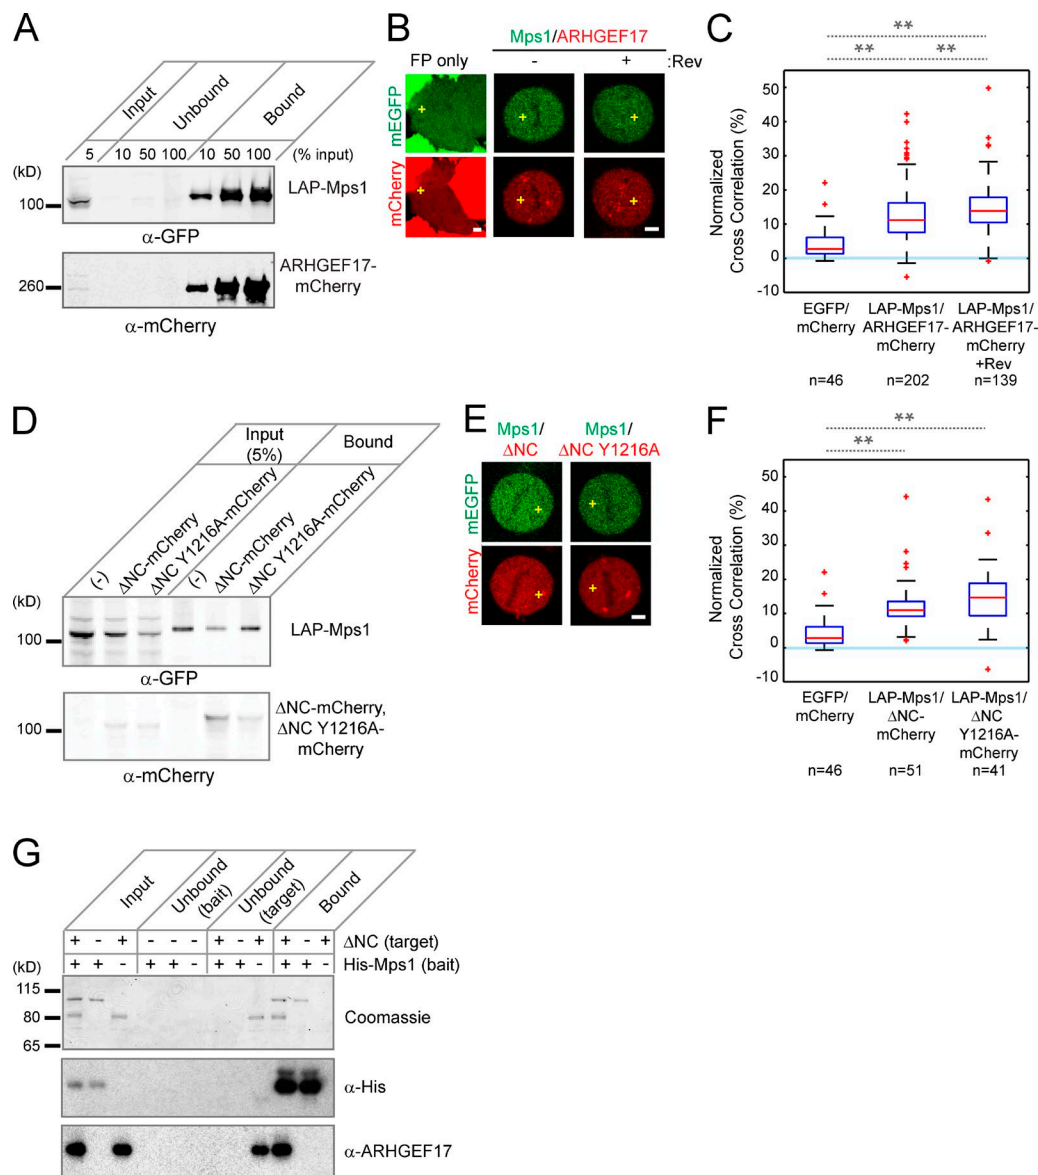 A
Input
Unbound
Bound
5 10 50 100 10 50 100 (% input)
(kD)
100
LAP-Mps1
α-GFP
260
ARHGEF17-
mCherry
α-mCherry
B
Mps1/ARHGEF17
FP only - + :Rev
mEGFP
mCherry
C
** 
** **
Normalized
Cross Correlation (%)
50
40
30
20
10
0
-10
EGFP/
mCherry
n=46
LAP-Mps1/
ARHGEF17-
mCherry
n=202
LAP-Mps1/
ARHGEF17-
mCherry
+Rev
n=139
D
Input
(5%)
Bound
(-)
ΔNC-mCherry
ΔNC Y1216A-mCherry
(-)
ΔNC-mCherry
ΔNC Y1216A-mCherry
(kD)
100
LAP-Mps1
α-GFP
100
ΔNC-mCherry,
ΔNC Y1216A-
mCherry
α-mCherry
E
Mps1/
ΔNC
Mps1/
ΔNC Y1216A
mEGFP
mCherry
F
**
**
Normalized
Cross Correlation (%)
50
40
30
20
10
0
-10
EGFP/
mCherry
n=46
LAP-Mps1/
ΔNC-
mCherry
n=51
LAP-Mps1/
ΔNC
Y1216A-
mCherry
n=41
G
Input
Unbound
(bait)
Unbound
(target)
Bound
+ - + - - - + - + + - + ΔNC (target)
+ + - + + - + + - + + - His-Mps1 (bait)
(kD)
115
80
65
Coomassie
α-His
α-ARHGEF17